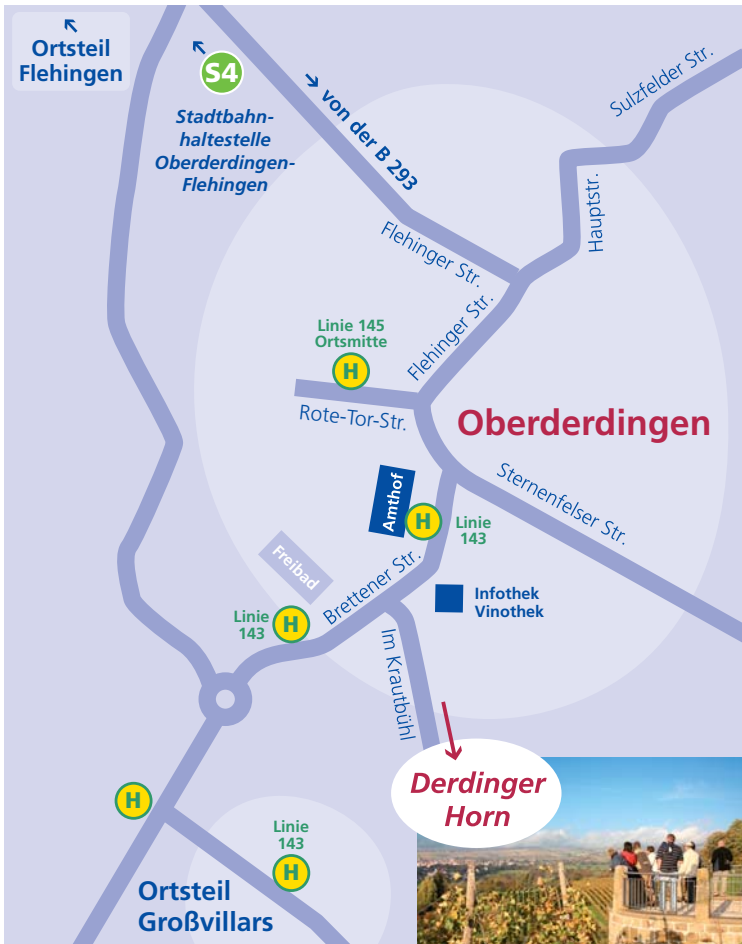 Ortsteil
Flehingen
S4
Stadtbahn-
haltestelle
Oberderdingen-
Flehingen
von der B 293
Sulzfelder Str.
Hauptstr.
Flehinger Str.
Flehinger Str.
Linie 145
Ortsmitte
H
Rote-Tor-Str.
Oberderdingen
Sternenfelser Str.
Amthof
H
Linie
143
Freibad
Brettener Str.
Infothek
Vinothek
Linie
143
H
Im Krautbühl
Derdinger
Horn
H
Linie
143
H
Ortsteil
Großvillars